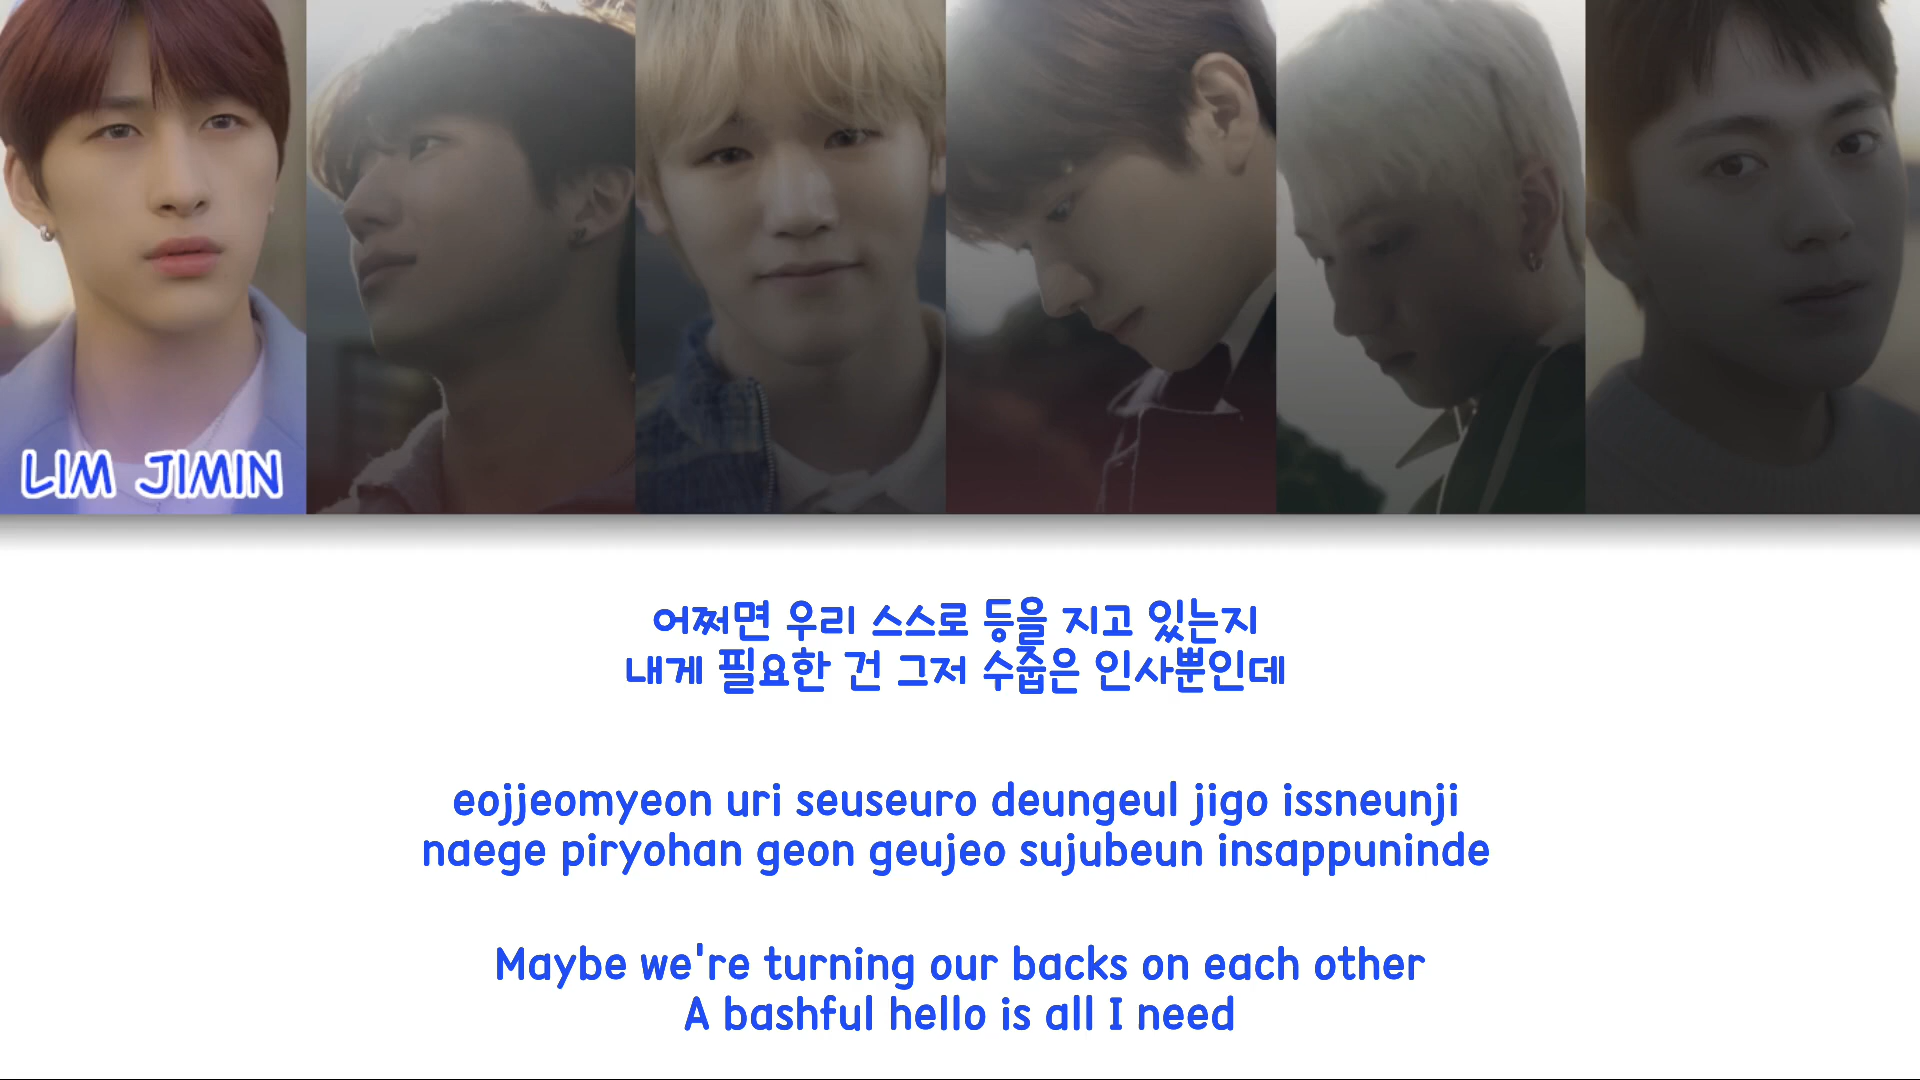 LIM JIMIN
어쩌면 우리 스스로 등을 지고 있는지
내게 필요한 건 그저 수줍은 인사뿐인데
eojjeomyeon uri seuseuro deungeul jigo issneunji
naege piryohan geon geujeo sujubeun insappuninde
Maybe we're turning our backs on each other
A bashful hello is all I need